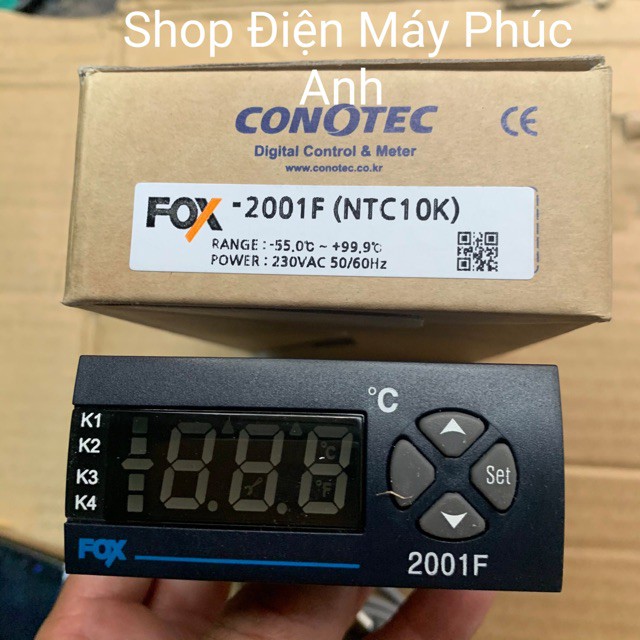 Shop Điện Máy Phúc
Anh
CONOTEC
CE
Digital Control & Meter
www.conotec.co.kr
FOX -2001F (NTC10K)
RANGE : -55.0℃ ~ +99.9℃
POWER : 230VAC 50/60Hz
°C
K1
K2
K3
K4
°C
°F
Set
FOX
2001F